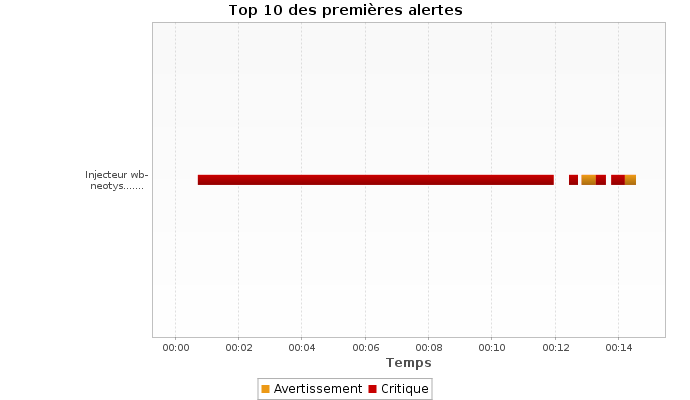 Top 10 des premières alertes
Injecteur wb-
neotys.......
00:00 00:02 00:04 00:06 00:08 00:10 00:12 00:14
Temps
Avertissement Critique